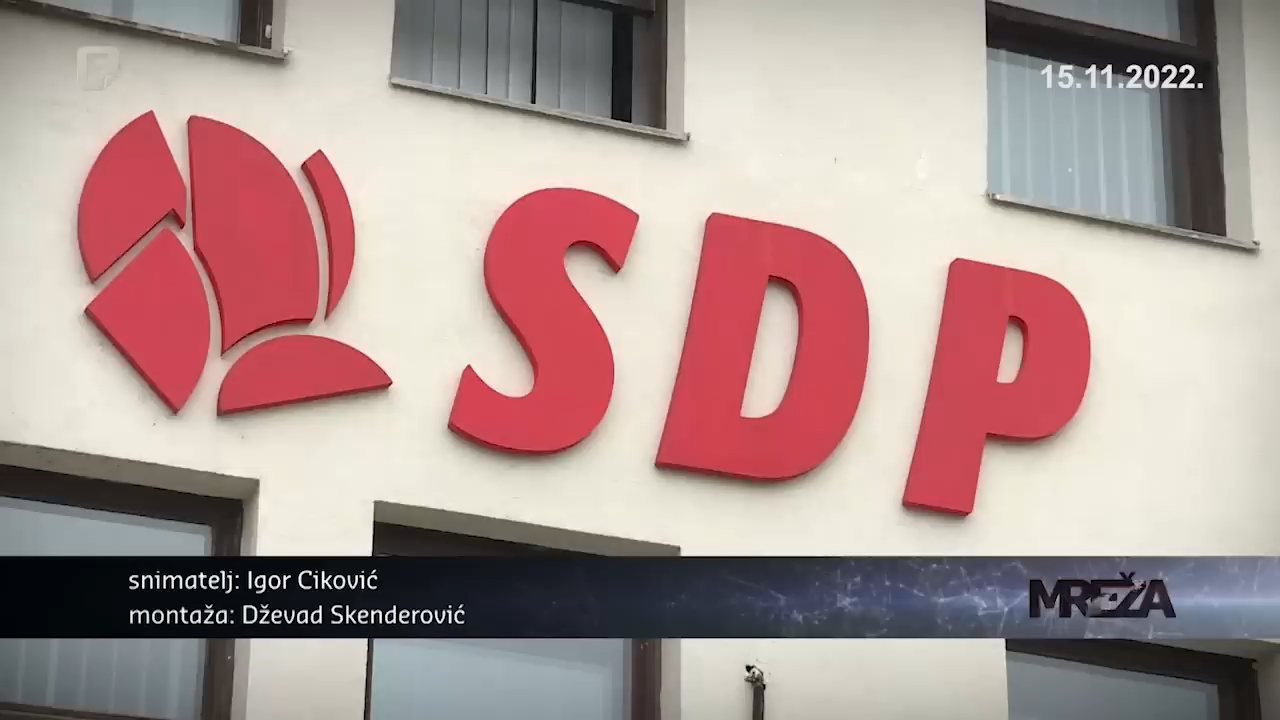 15.11.2022.
SDP
snimatelj: Igor Ciković
montaža: Dževad Skenderović
MREŽA